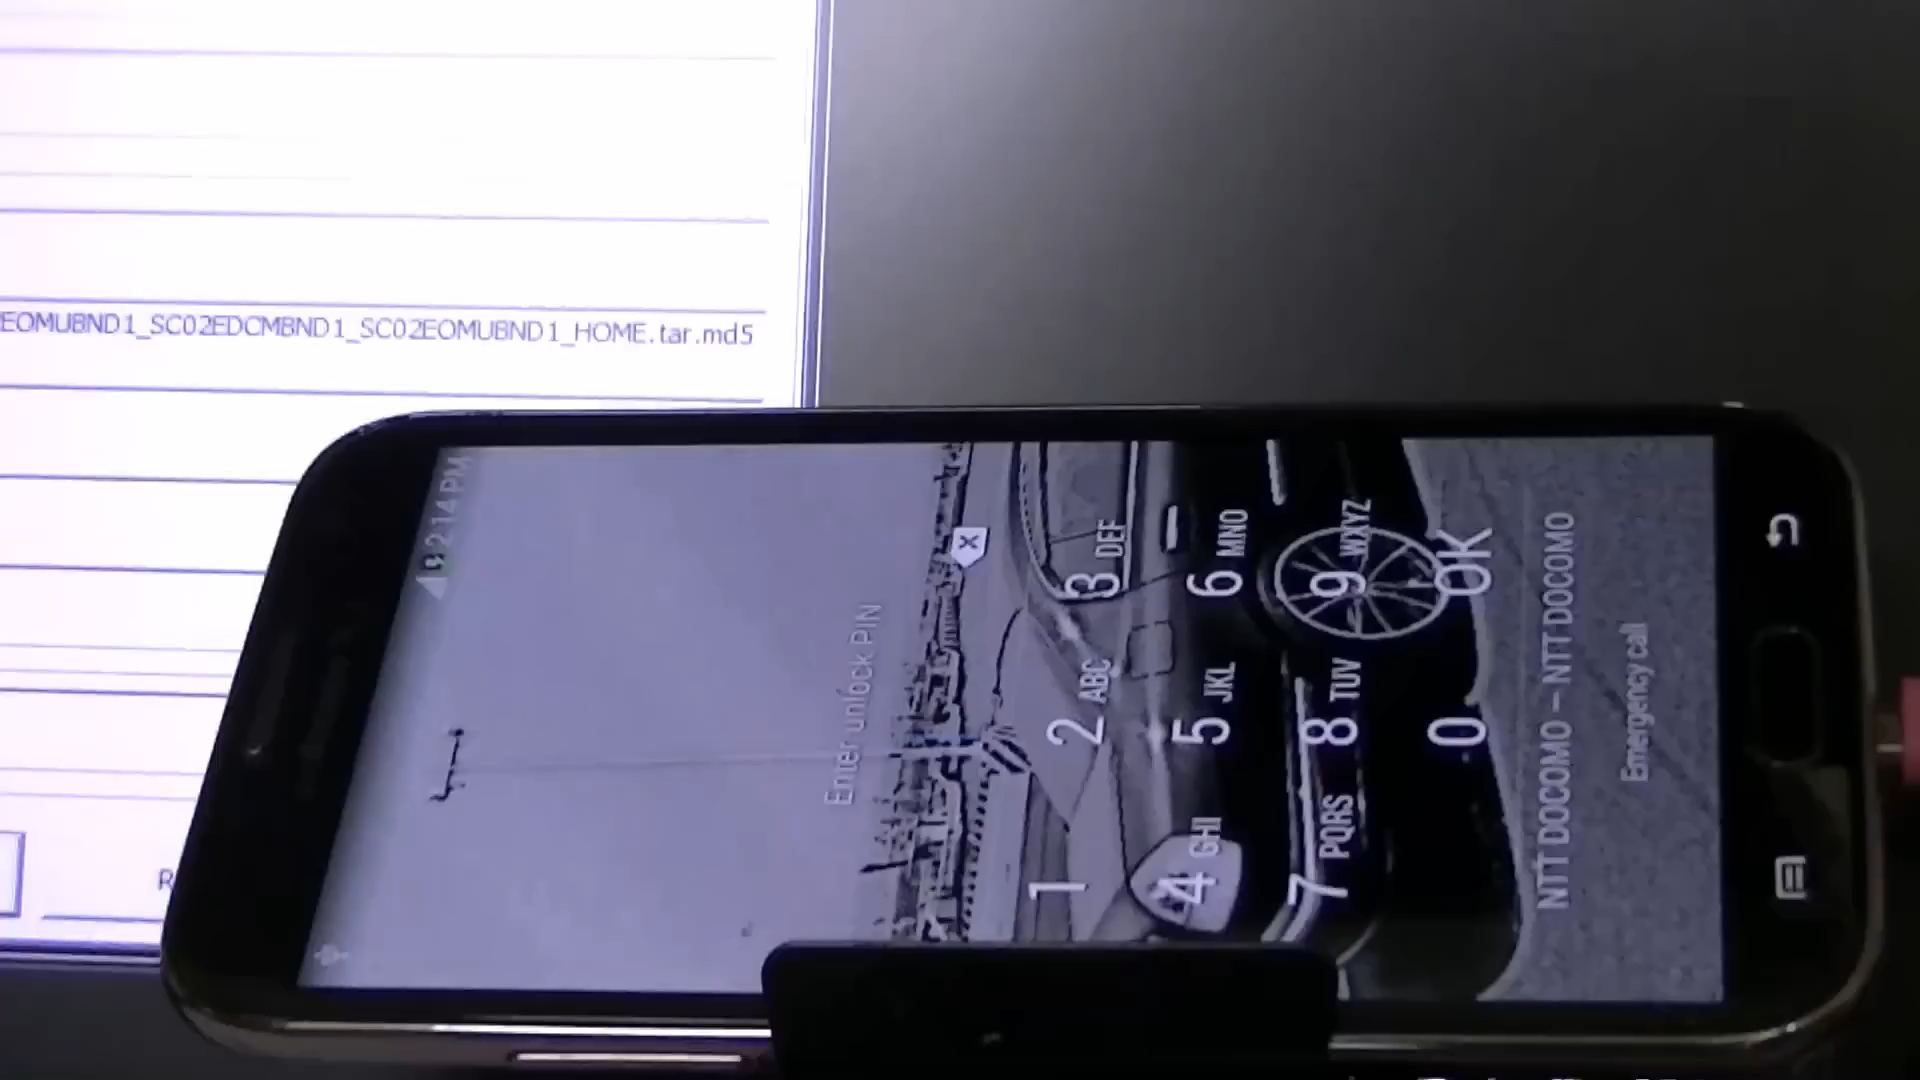 EOMUBND1_SC02EDCMBND1_SC02EOMUBND1_HOME.tar.md5
R
2:14 PM
Enter unlock PIN
1
2 ABC
3 DEF
4 GHI
5 JKL
6 MNO
7 PQRS
8 TUV
9 WXYZ
0
OK
NTT DOCOMO – NTT DOCOMO
Emergency call